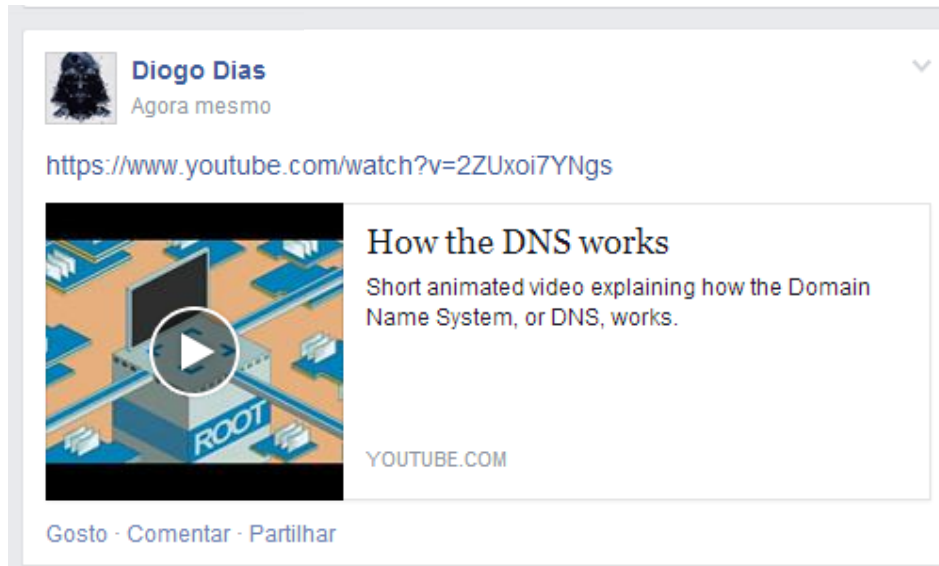 Diogo Dias
Agora mesmo
https://www.youtube.com/watch?v=2ZUxoi7YNgs
How the DNS works
Short animated video explaining how the Domain
Name System, or DNS, works.
ROOT
YOUTUBE.COM
Gosto · Comentar · Partilhar